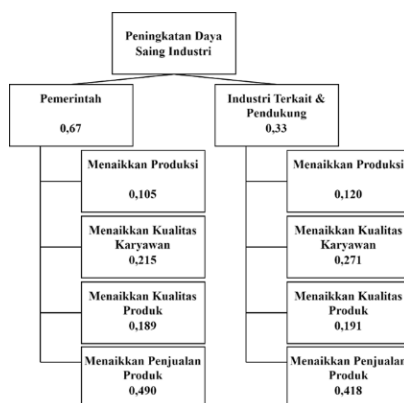 Peningkatan Daya
Saing Industri
Pemerintah
0,67
Industri Terkait &
Pendukung
0,33
Menaikkan Produksi
0,105
Menaikkan Kualitas
Karyawan
0,215
Menaikkan Kualitas
Produk
0,189
Menaikkan Penjualan
Produk
0,490
Menaikkan Produksi
0,120
Menaikkan Kualitas
Karyawan
0,271
Menaikkan Kualitas
Produk
0,191
Menaikkan Penjualan
Produk
0,418